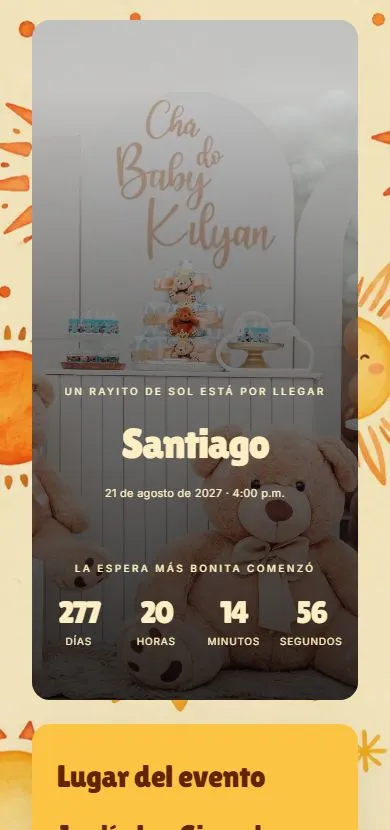 Chá
do
Baby
Kilyan
UN RAYITO DE SOL ESTÁ POR LLEGAR
Santiago
21 de agosto de 2027 · 4:00 p.m.
LA ESPERA MÁS BONITA COMENZÓ
277 20 14 56
DÍAS HORAS MINUTOS SEGUNDOS
Lugar del evento